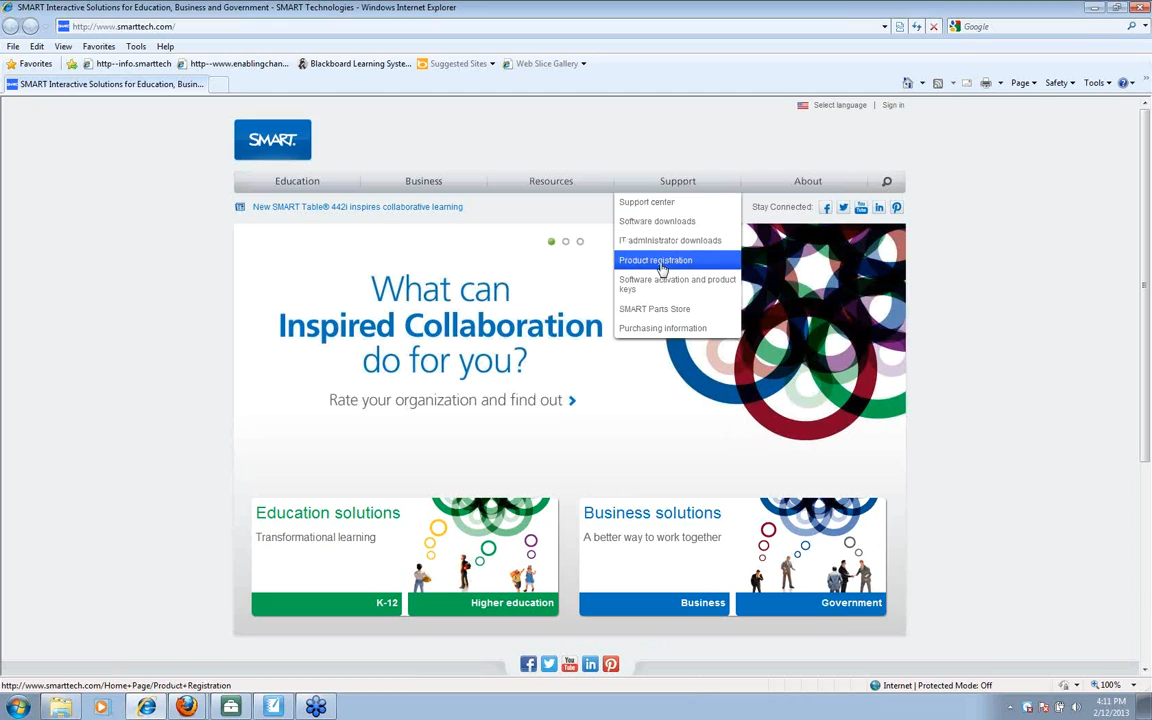 SMART Interactive Solutions for Education, Business and Government - SMART Technologies - Windows Internet Explorer
http://www.smarttech.com/
Google
File Edit View Favorites Tools Help
Favorites http--info.smarttech http--www.enablingchan... Blackboard Learning Syste... Suggested Sites Web Slice Gallery
SMART Interactive Solutions for Education, Busin...
Page Safety Tools
Select language | Sign in
SMART
Education Business Resources Support About
New SMART Table® 442i inspires collaborative learning
Stay Connected:
Support center
Software downloads
IT administrator downloads
Product registration
Software activation and product
keys
SMART Parts Store
Purchasing information
What can
Inspired Collaboration
do for you?
Rate your organization and find out
Education solutions
Transformational learning
K-12
Higher education
Business solutions
A better way to work together
Business
Government
You
Tube
http://www.smarttech.com/Home+Page/Product+Registration
Internet | Protected Mode: Off
100%
4:11 PM
2/12/2013